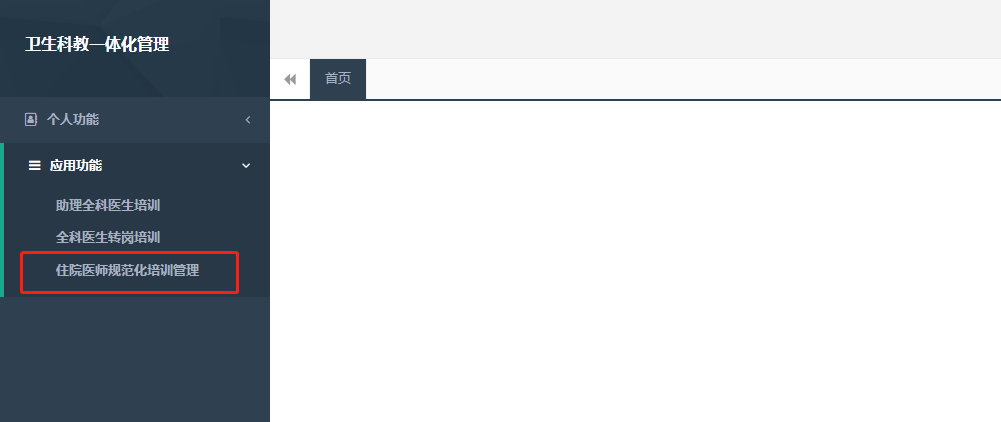 卫生科教一体化管理
首页
个人功能
应用功能
助理全科医生培训
全科医生转岗培训
住院医师规范化培训管理